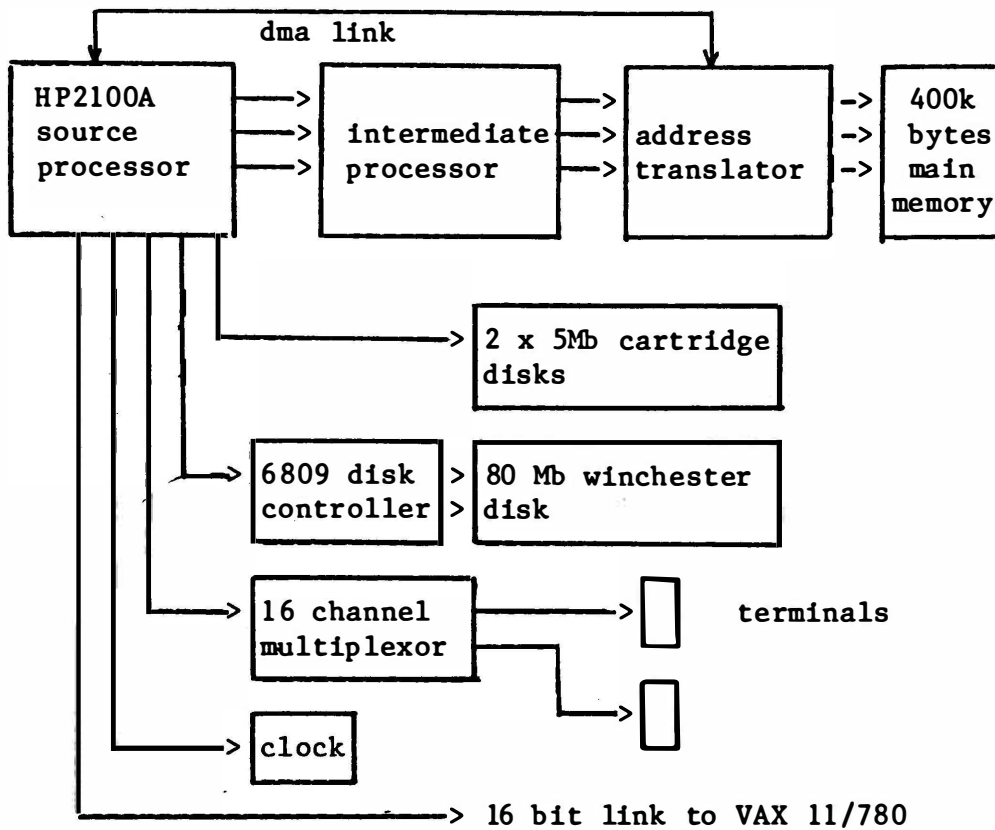 dma link
HP2100A
source
processor
intermediate
processor
address
translator
400k
bytes
main
memory
2 x 5Mb cartridge
disks
6809 disk
controller
80 Mb winchester
disk
16 channel
multiplexor
terminals
clock
16 bit link to VAX 11/780